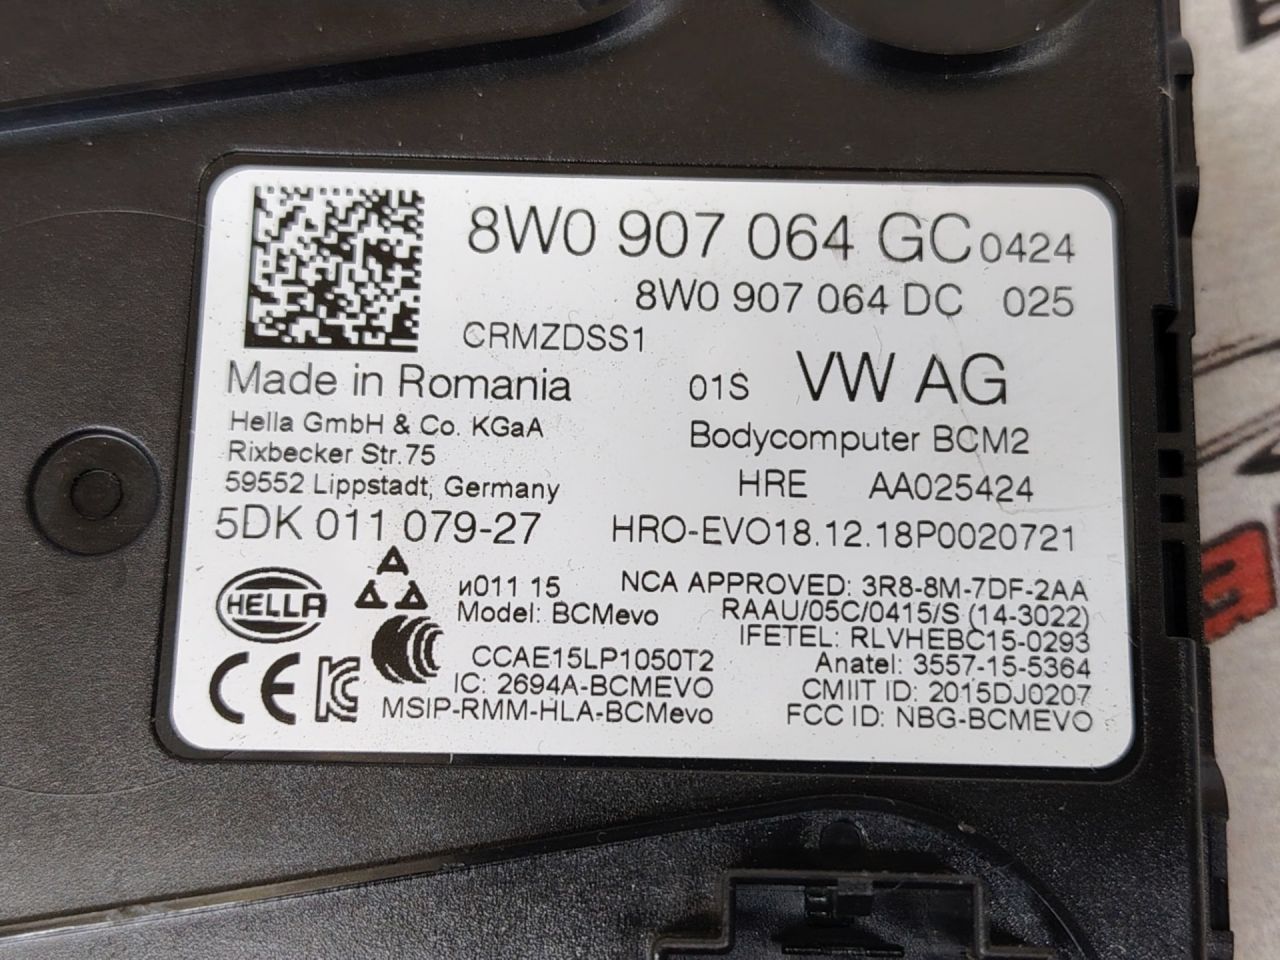 8W0 907 064 GC 0424
8W0 907 064 DC 025
CRMZDSS1
Made in Romania
01S VW AG
Hella GmbH & Co. KGaA
Bodycomputer BCM2
Rixbecker Str. 75
59552 Lippstadt, Germany
HRE AA025424
5DK 011 079-27
HRO-EVO18.12.18P0020721
HELLA
CE
и011 15
NCA APPROVED: 3R8-8M-7DF-2AA
Model: BCMevo
RAAU/05C/0415/S (14-3022)
IFETEL: RLVHEBC15-0293
CCAE15LP1050T2
Anatel: 3557-15-5364
IC: 2694A-BCMEVO
CMIIT ID: 2015DJ0207
MSIP-RMM-HLA-BCMevo
FCC ID: NBG-BCMEVO